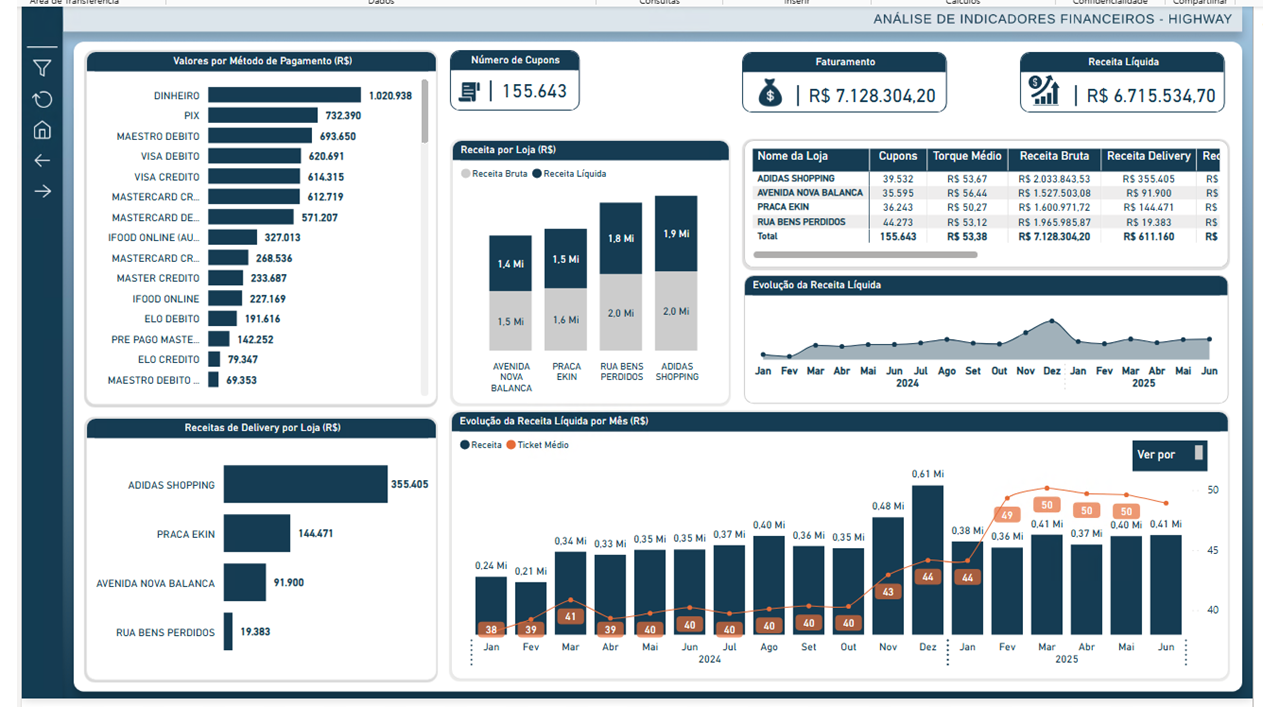 Área de Transferência
Dados
Consultas
Inserir
Cálculos
Confidencialidade
Compartilhar
ANÁLISE DE INDICADORES FINANCEIROS - HIGHWAY
Valores por Método de Pagamento (R$)
DINHEIRO 1.020.938
PIX 732.390
MAESTRO DEBITO 693.650
VISA DEBITO 620.691
VISA CREDITO 614.315
MASTERCARD CR... 612.719
MASTERCARD DE... 571.207
IFOOD ONLINE (AU... 327.013
MASTERCARD CR... 268.536
MASTER CREDITO 233.687
IFOOD ONLINE 227.169
ELO DEBITO 191.616
PRE PAGO MASTE... 142.252
ELO CREDITO 79.347
MAESTRO DEBITO ... 69.353
Número de Cupons
155.643
Faturamento
R$ 7.128.304,20
Receita Líquida
R$ 6.715.534,70
Receita por Loja (R$)
Receita Bruta Receita Líquida
1,4 Mi 1,5 Mi 1,8 Mi 1,9 Mi
1,5 Mi 1,6 Mi 2,0 Mi 2,0 Mi
AVENIDA NOVA BALANCA
PRACA EKIN
RUA BENS PERDIDOS
ADIDAS SHOPPING
Nome da Loja Cupons Torque Médio Receita Bruta Receita Delivery Rec
ADIDAS SHOPPING 39.532 R$ 53,67 R$ 2.033.843,53 R$ 355.405 R$
AVENIDA NOVA BALANCA 35.595 R$ 56,44 R$ 1.527.503,08 R$ 91.900 R$
PRACA EKIN 36.243 R$ 50,27 R$ 1.600.971,72 R$ 144.471 R$
RUA BENS PERDIDOS 44.273 R$ 53,12 R$ 1.965.985,87 R$ 19.383 R$
Total 155.643 R$ 53,38 R$ 7.128.304,20 R$ 611.160 R$
Evolução da Receita Líquida
Jan Fev Mar Abr Mai Jun Jul Ago Set Out Nov Dez Jan Fev Mar Abr Mai Jun
2024 2025
Receitas de Delivery por Loja (R$)
ADIDAS SHOPPING 355.405
PRACA EKIN 144.471
AVENIDA NOVA BALANCA 91.900
RUA BENS PERDIDOS 19.383
Evolução da Receita Líquida por Mês (R$)
Receita Ticket Médio
Ver por
0,24 Mi 0,21 Mi 0,34 Mi 0,33 Mi 0,35 Mi 0,35 Mi 0,37 Mi 0,40 Mi 0,36 Mi 0,35 Mi 0,48 Mi 0,61 Mi 0,38 Mi 0,36 Mi 0,41 Mi 0,37 Mi 0,40 Mi 0,41 Mi
38 39 41 39 40 40 40 40 40 40 43 44 44 49 50 50 50
50
45
40
Jan Fev Mar Abr Mai Jun Jul Ago Set Out Nov Dez Jan Fev Mar Abr Mai Jun
2024 2025